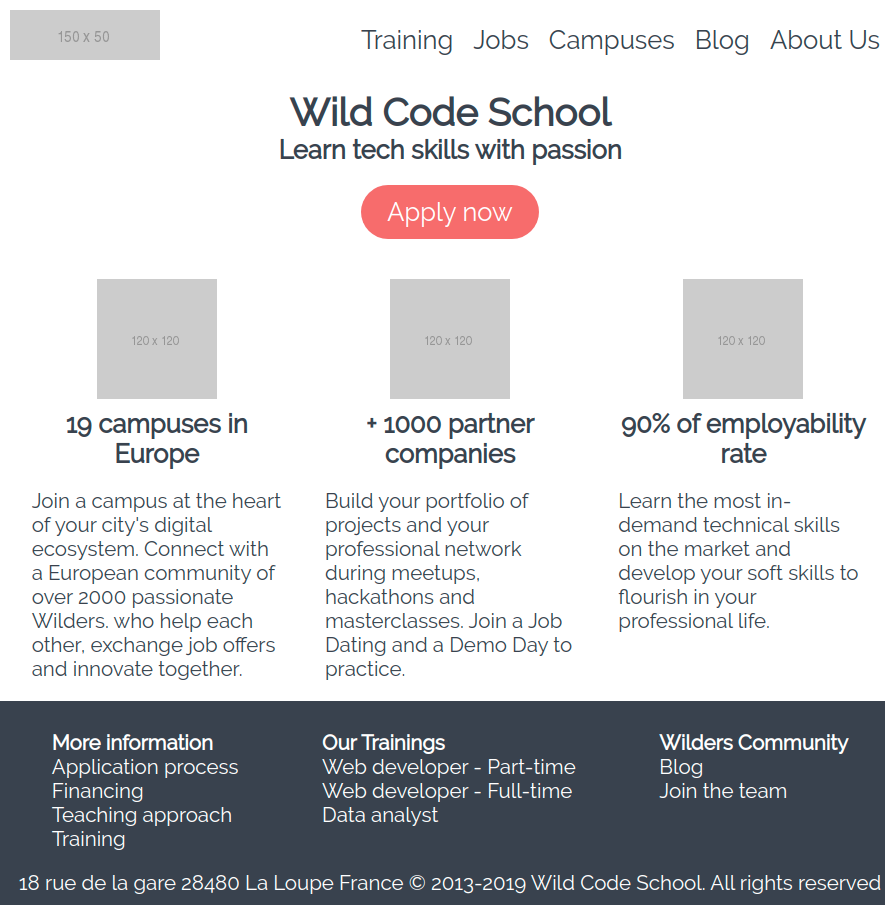 150 x 50
Training Jobs Campuses Blog About Us
Wild Code School
Learn tech skills with passion
Apply now
120 x 120
120 x 120
120 x 120
19 campuses in
Europe
Join a campus at the heart
of your city's digital
ecosystem. Connect with
a European community of
over 2000 passionate
Wilders. who help each
other, exchange job offers
and innovate together.
+ 1000 partner
companies
Build your portfolio of
projects and your
professional network
during meetups,
hackathons and
masterclasses. Join a Job
Dating and a Demo Day to
practice.
90% of employability
rate
Learn the most in-
demand technical skills
on the market and
develop your soft skills to
flourish in your
professional life.
More information
Application process
Financing
Teaching approach
Training
Our Trainings
Web developer - Part-time
Web developer - Full-time
Data analyst
Wilders Community
Blog
Join the team
18 rue de la gare 28480 La Loupe France © 2013-2019 Wild Code School. All rights reserved